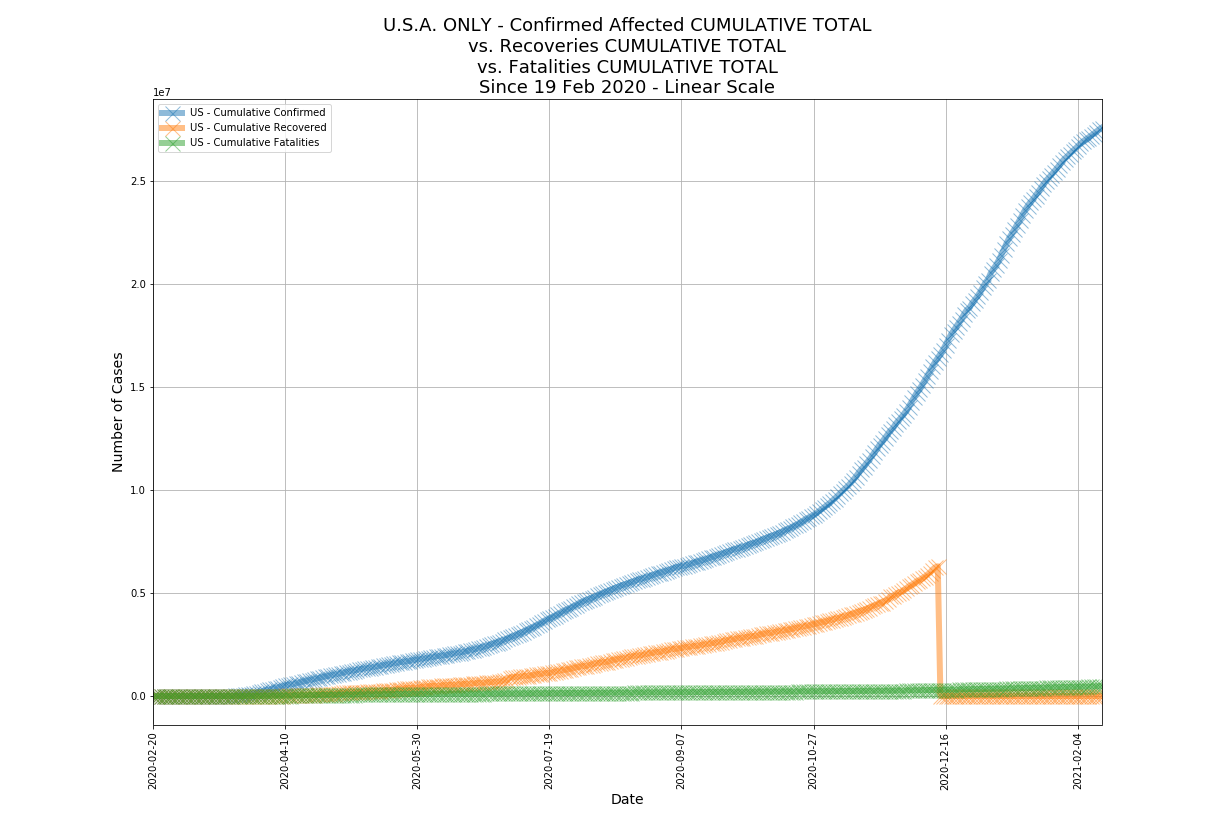 U.S.A. ONLY - Confirmed Affected CUMULATIVE TOTAL
vs. Recoveries CUMULATIVE TOTAL
vs. Fatalities CUMULATIVE TOTAL
Since 19 Feb 2020 - Linear Scale
1e7
US - Cumulative Confirmed
US - Cumulative Recovered
US - Cumulative Fatalities
2.5
2.0
1.5
1.0
0.5
0.0
Number of Cases
2020-02-20
2020-04-10
2020-05-30
2020-07-19
2020-09-07
2020-10-27
2020-12-16
2021-02-04
Date